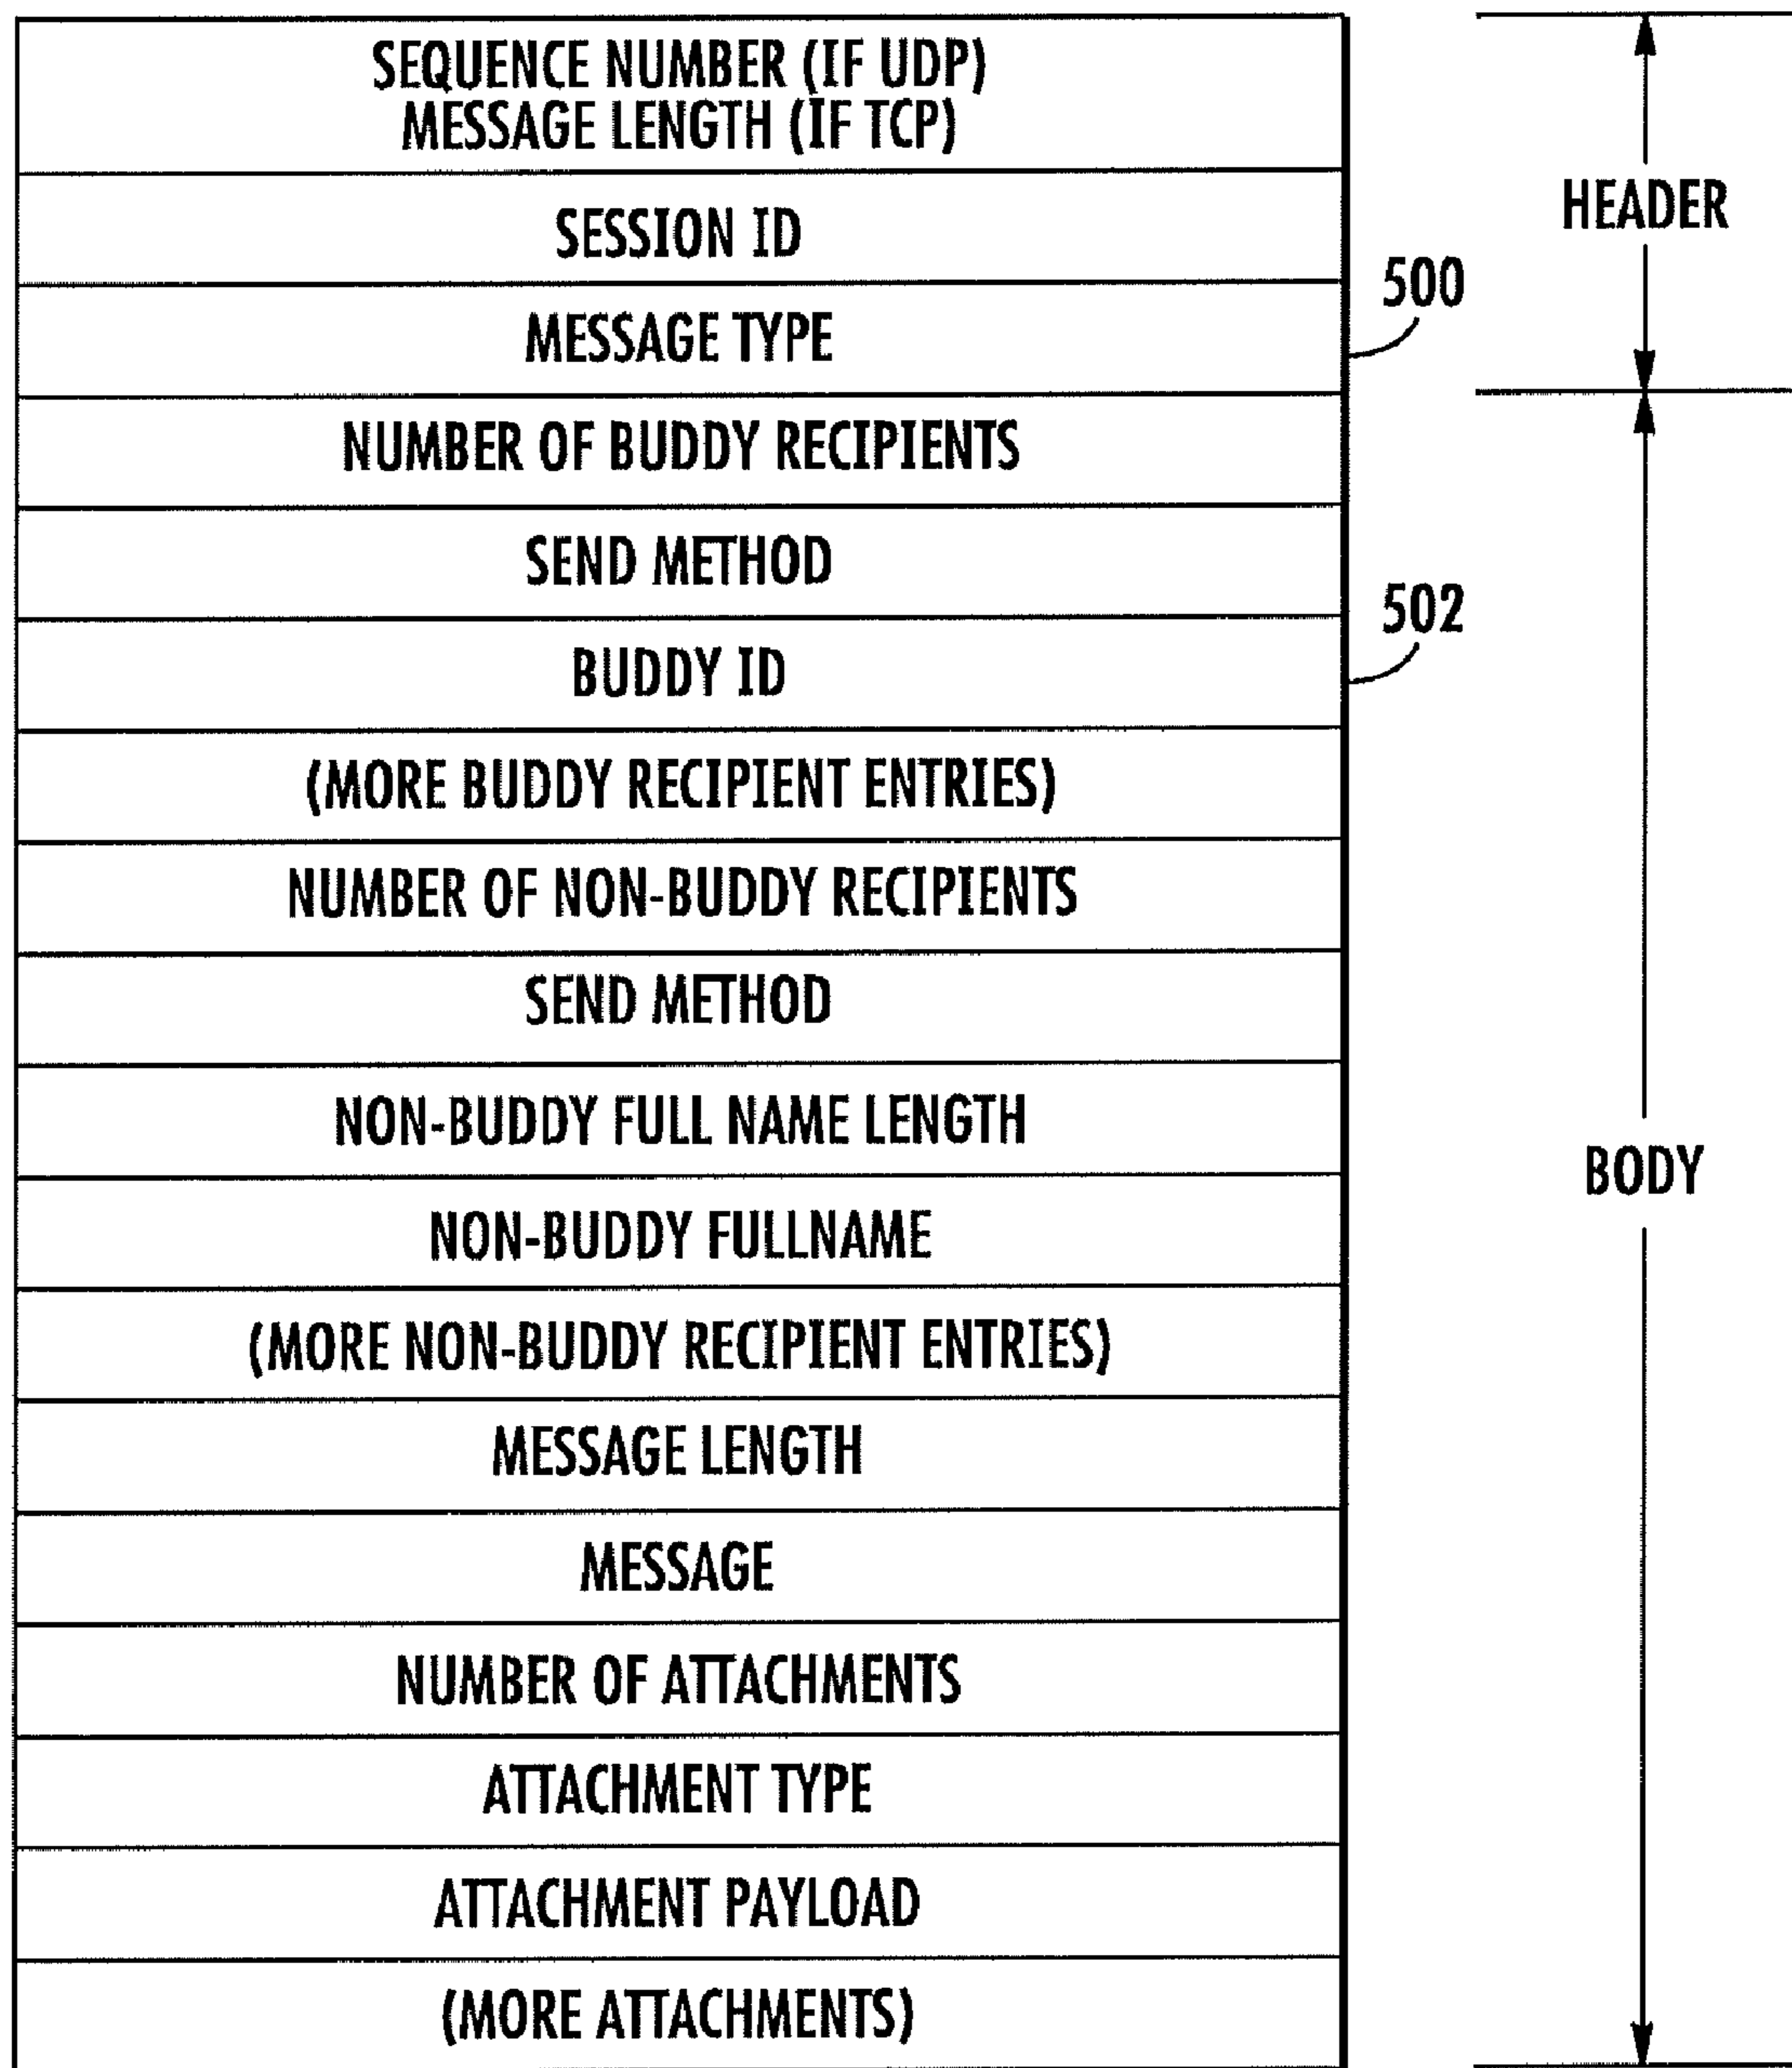 SEQUENCE NUMBER (IF UDP)
MESSAGE LENGTH (IF TCP)
SESSION ID
MESSAGE TYPE
500
HEADER
NUMBER OF BUDDY RECIPIENTS
SEND METHOD
BUDDY ID
502
(MORE BUDDY RECIPIENT ENTRIES)
NUMBER OF NON-BUDDY RECIPIENTS
SEND METHOD
NON-BUDDY FULL NAME LENGTH
NON-BUDDY FULLNAME
(MORE NON-BUDDY RECIPIENT ENTRIES)
MESSAGE LENGTH
MESSAGE
NUMBER OF ATTACHMENTS
ATTACHMENT TYPE
ATTACHMENT PAYLOAD
(MORE ATTACHMENTS)
BODY